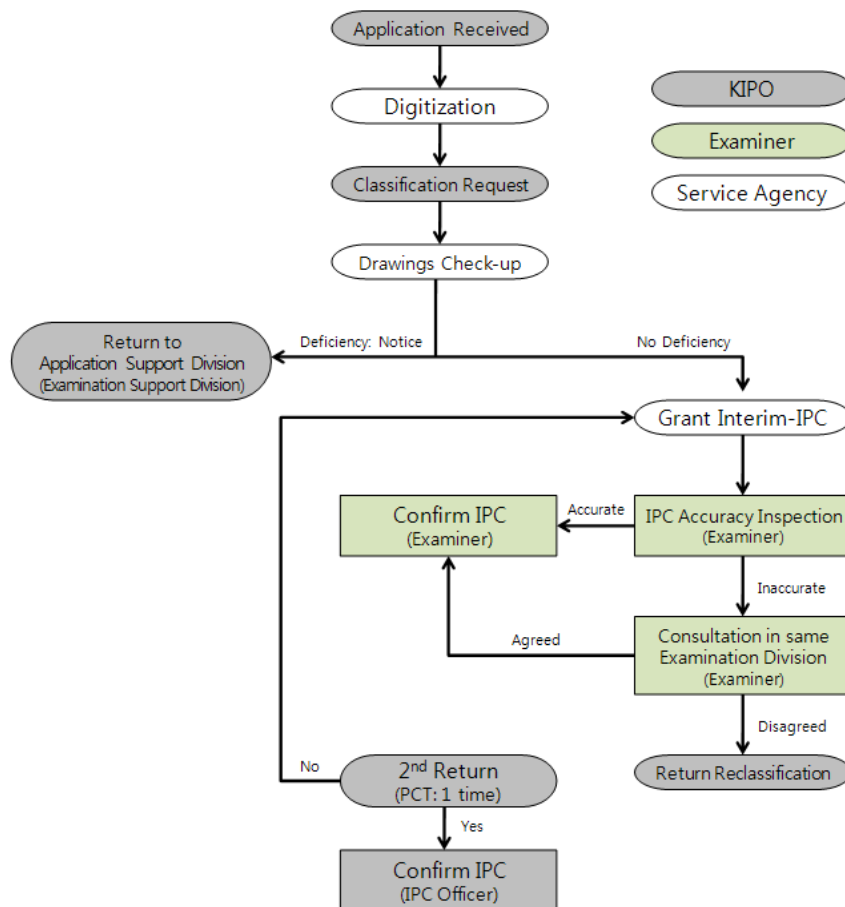 Application Received
Digitization
Classification Request
Drawings Check-up
KIPO
Examiner
Service Agency
Deficiency: Notice
No Deficiency
Return to
Application Support Division
(Examination Support Division)
Grant Interim-IPC
Confirm IPC
(Examiner)
Accurate
IPC Accuracy Inspection
(Examiner)
Inaccurate
Agreed
Consultation in same
Examination Division
(Examiner)
Disagreed
Return Reclassification
No
2nd Return
(PCT: 1 time)
Yes
Confirm IPC
(IPC Officer)